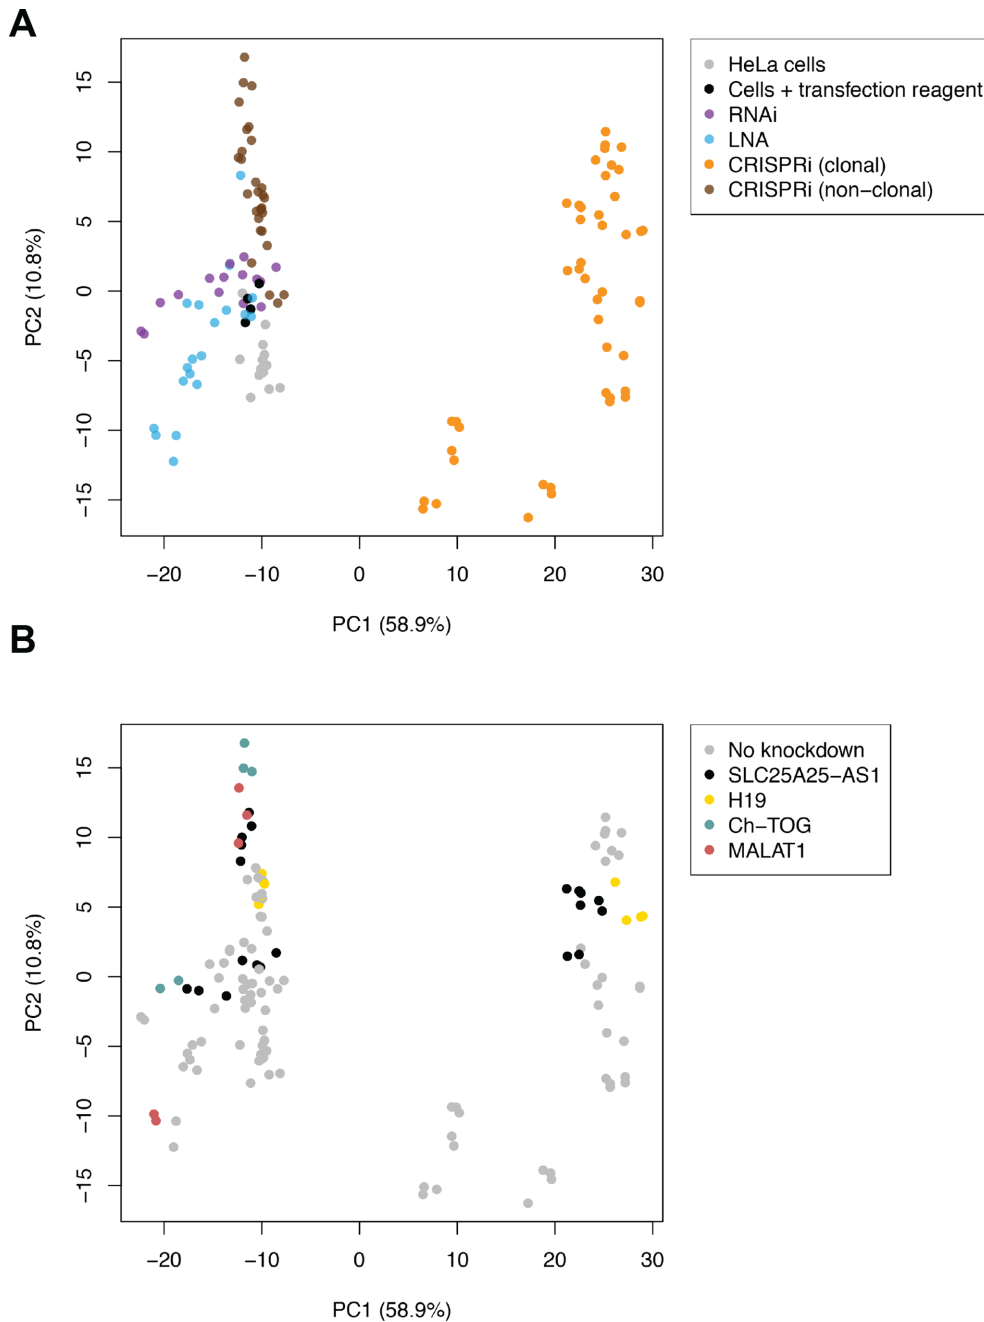 A
HeLa cells
Cells + transfection reagent
RNAi
LNA
CRISPRi (clonal)
CRISPRi (non−clonal)
15
10
5
0
−5
−10
−15
PC2 (10.8%)
−20 −10 0 10 20 30
PC1 (58.9%)
B
No knockdown
SLC25A25−AS1
H19
Ch−TOG
MALAT1
15
10
5
0
−5
−10
−15
PC2 (10.8%)
−20 −10 0 10 20 30
PC1 (58.9%)